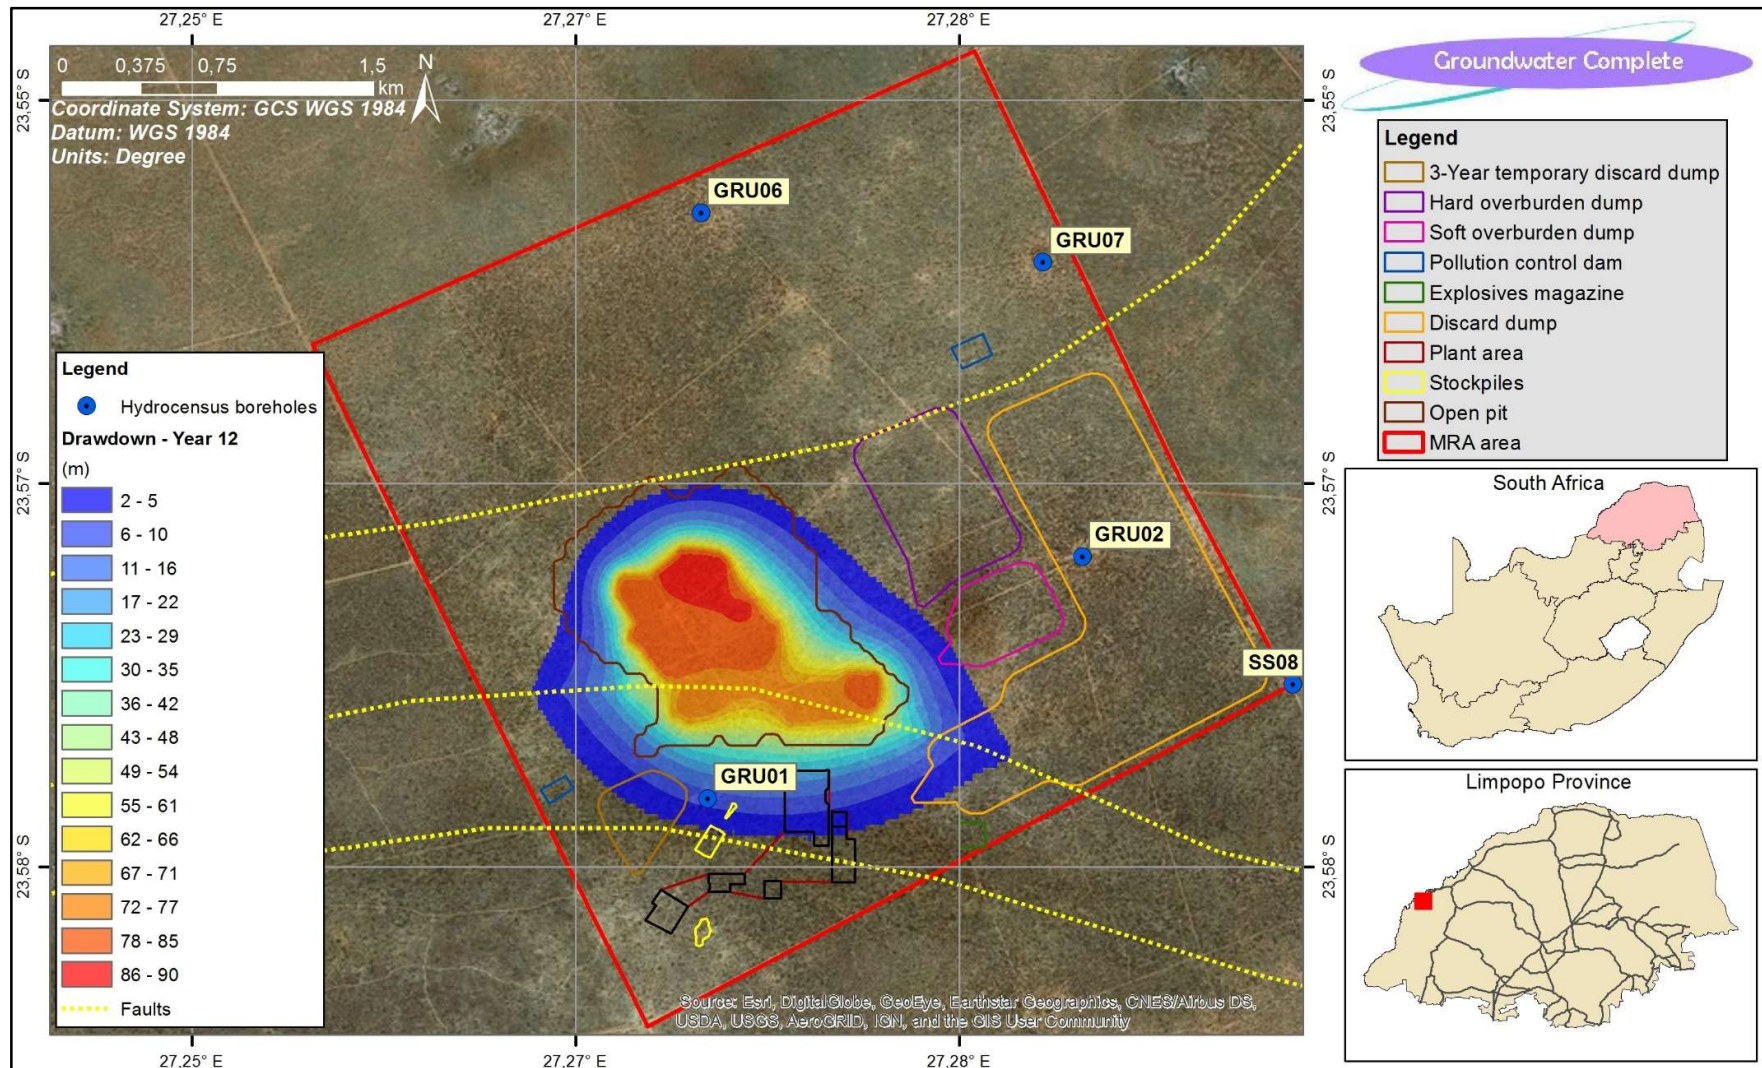 27,25° E
27,27° E
27,28° E
0 0,375 0,75 1,5
km
N
Coordinate System: GCS WGS 1984
Datum: WGS 1984
Units: Degree
23,55° S
23,55° S
23,57° S
23,57° S
23,58° S
23,58° S
GRU06
GRU07
GRU02
SS08
GRU01
Legend
Hydrocensus boreholes
Drawdown - Year 12
(m)
2 - 5
6 - 10
11 - 16
17 - 22
23 - 29
30 - 35
36 - 42
43 - 48
49 - 54
55 - 61
62 - 66
67 - 71
72 - 77
78 - 85
86 - 90
Faults
Source: Esri, DigitalGlobe, GeoEye, Earthstar Geographics, CNES/Airbus DS,
USDA, USGS, AeroGRID, IGN, and the GIS User Community
27,25° E
27,27° E
27,28° E
Groundwater Complete
Legend
3-Year temporary discard dump
Hard overburden dump
Soft overburden dump
Pollution control dam
Explosives magazine
Discard dump
Plant area
Stockpiles
Open pit
MRA area
South Africa
Limpopo Province